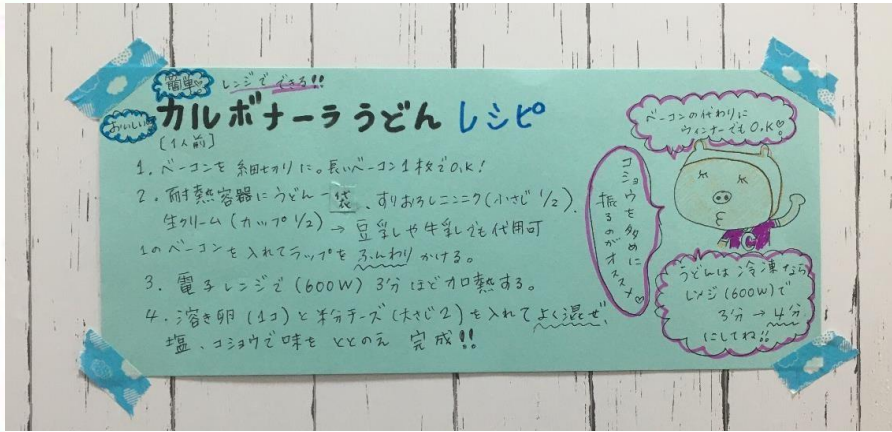 簡単♡ レンジでできる!!
おいしい♡ カルボナーラうどん レシピ
[1人前]
1. ベーコンを細切りに。長いベーコン1枚でO.K!
2. 耐熱容器にうどん一袋、すりおろしニンニク(小さじ1/2)、
生クリーム(カップ1/2) → 豆乳しや牛乳でも代用可
1のベーコンを入れてラップをふんわりかける。
3. 電子レンジで(600W)3分ほど加熱する。
4. 溶き卵(1コ)と粉チーズ(大さじ2)を入れてよく混ぜ、
塩、コショウで味をととのえ 完成!!
ベーコンの代わりに
ウィンナーでもO.K♡
コショウを多めに
振るのがオススメ♡
C
うどんは冷凍なら
レンジ(600W)で
3分 → 4分
にしてね!!